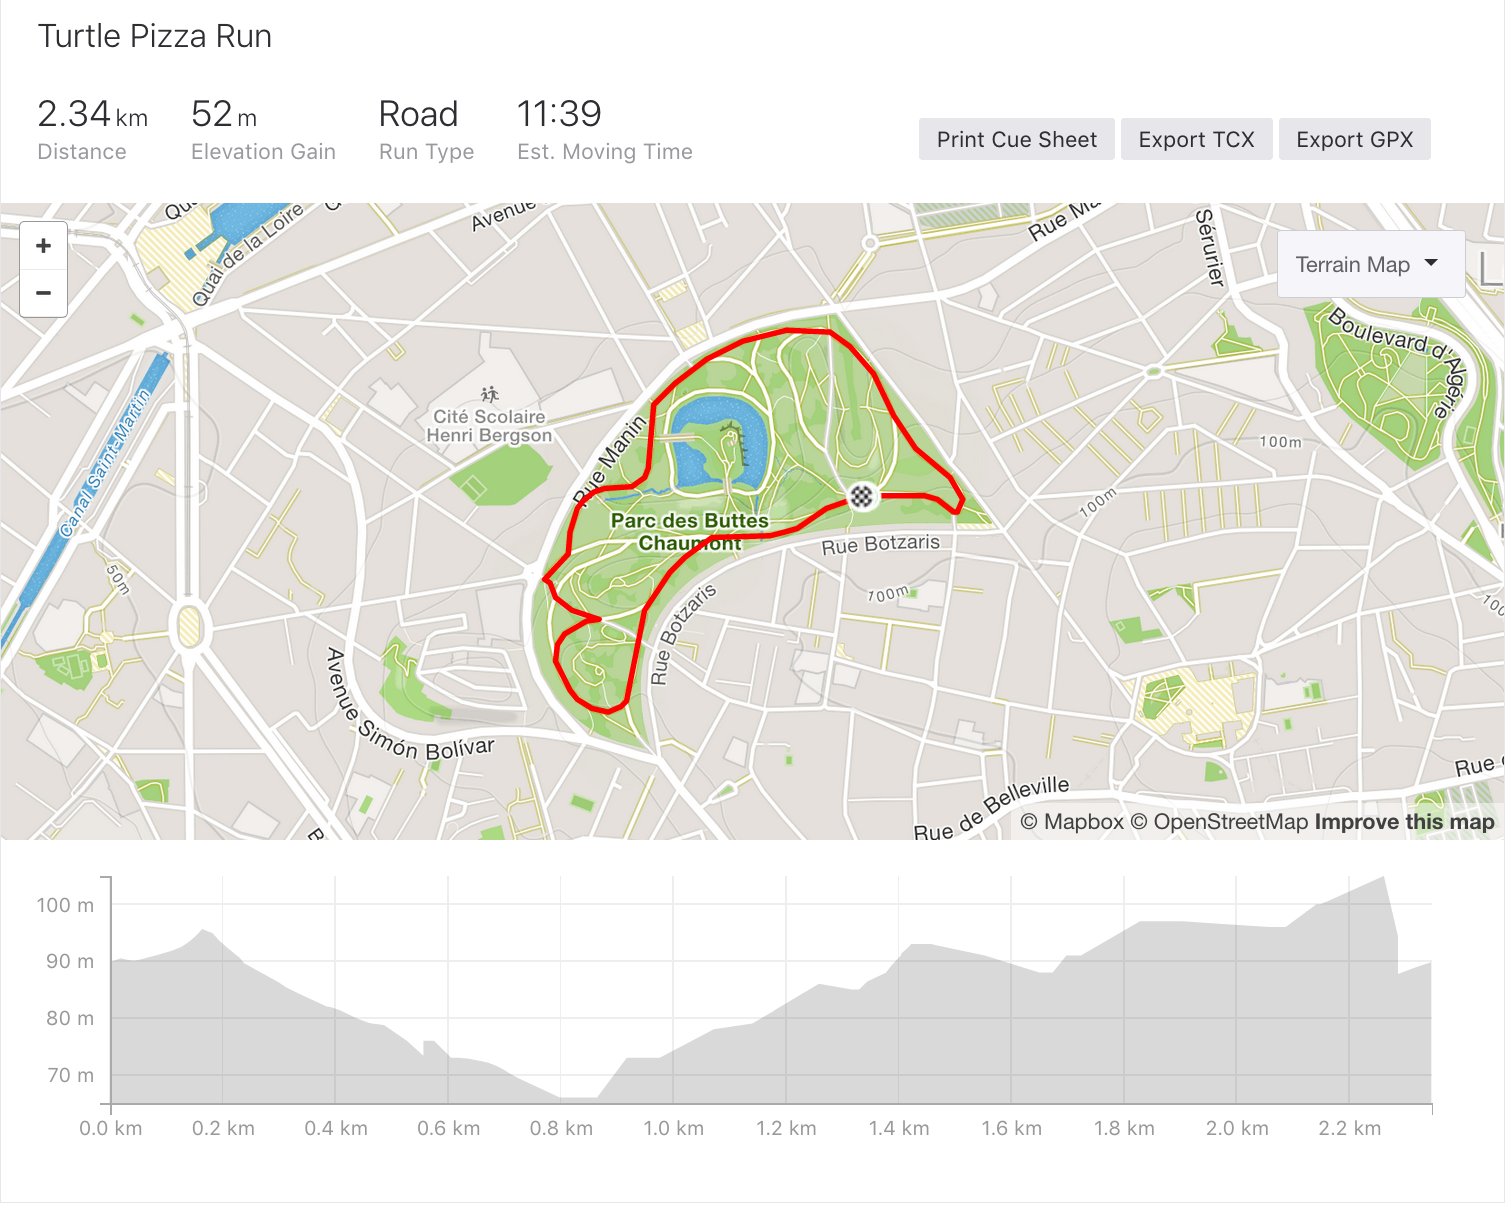 Turtle Pizza Run
2.34 km
Distance
52 m
Elevation Gain
Road
Run Type
11:39
Est. Moving Time
Print Cue Sheet
Export TCX
Export GPX
+
−
Terrain Map
Quai de la Loire
Avenue
Rue Ma
Sérurier
Boulevard d'Algérie
Canal Saint-Martin
Cité Scolaire
Henri Bergson
Rue Manin
100m
100m
Parc des Buttes
Chaumont
Rue Botzaris
50m
100m
100
Rue Botzaris
Avenue Simón Bolívar
Rue de Belleville
Rue
© Mapbox © OpenStreetMap Improve this map
100 m
90 m
80 m
70 m
0.0 km
0.2 km
0.4 km
0.6 km
0.8 km
1.0 km
1.2 km
1.4 km
1.6 km
1.8 km
2.0 km
2.2 km